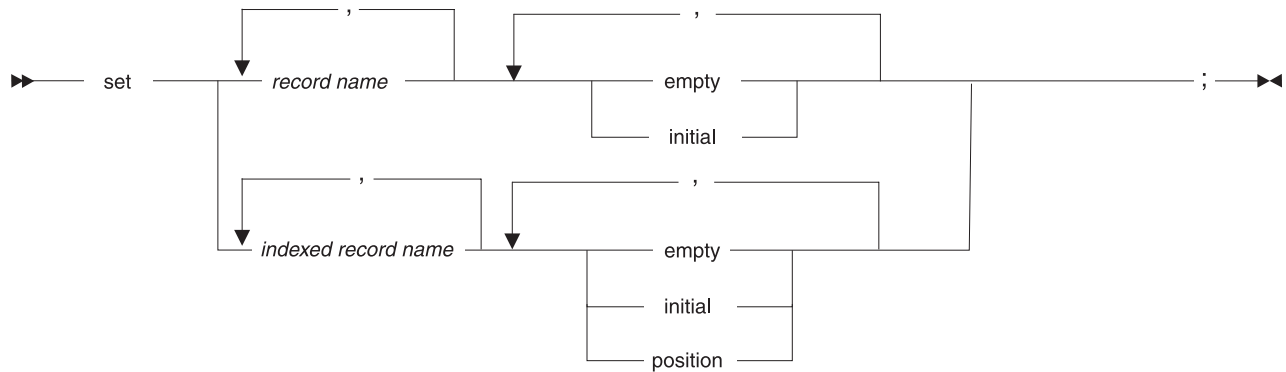 , ,
set record name empty ;
initial
, ,
indexed record name empty
initial
position